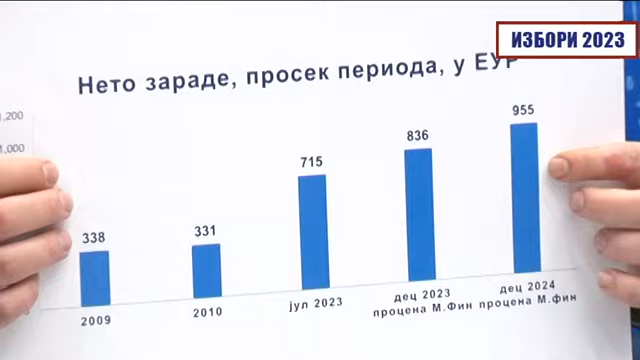 ИЗБОРИ 2023
Нето зараде, просек периода, у ЕУР
1,200
1,000
338
331
715
836
955
2009
2010
јул 2023
дец 2023
процена М.Фин
дец 2024
процена М.фин